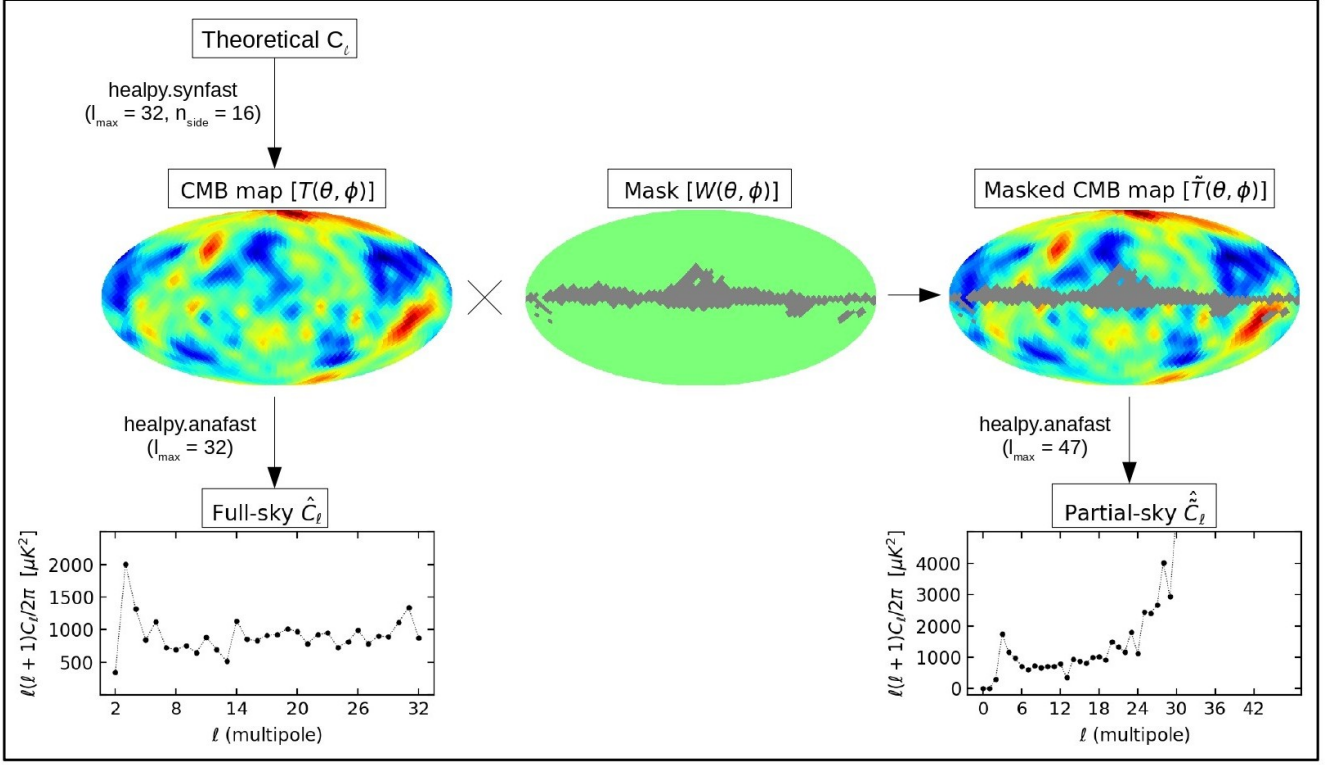 Theoretical C_ℓ
healpy.synfast
(l_max = 32, n_side = 16)
CMB map [T(θ, ϕ)]
Mask [W(θ, ϕ)]
Masked CMB map [T̃(θ, ϕ)]
healpy.anafast
(l_max = 32)
healpy.anafast
(l_max = 47)
Full-sky Ĉ_ℓ
Partial-sky C̃̂_ℓ
ℓ(ℓ + 1)C_ℓ/2π [μK²]
2000
1500
1000
500
2 8 14 20 26 32
ℓ (multipole)
ℓ(ℓ + 1)C_ℓ/2π [μK²]
4000
3000
2000
1000
0
0 6 12 18 24 30 36 42
ℓ (multipole)